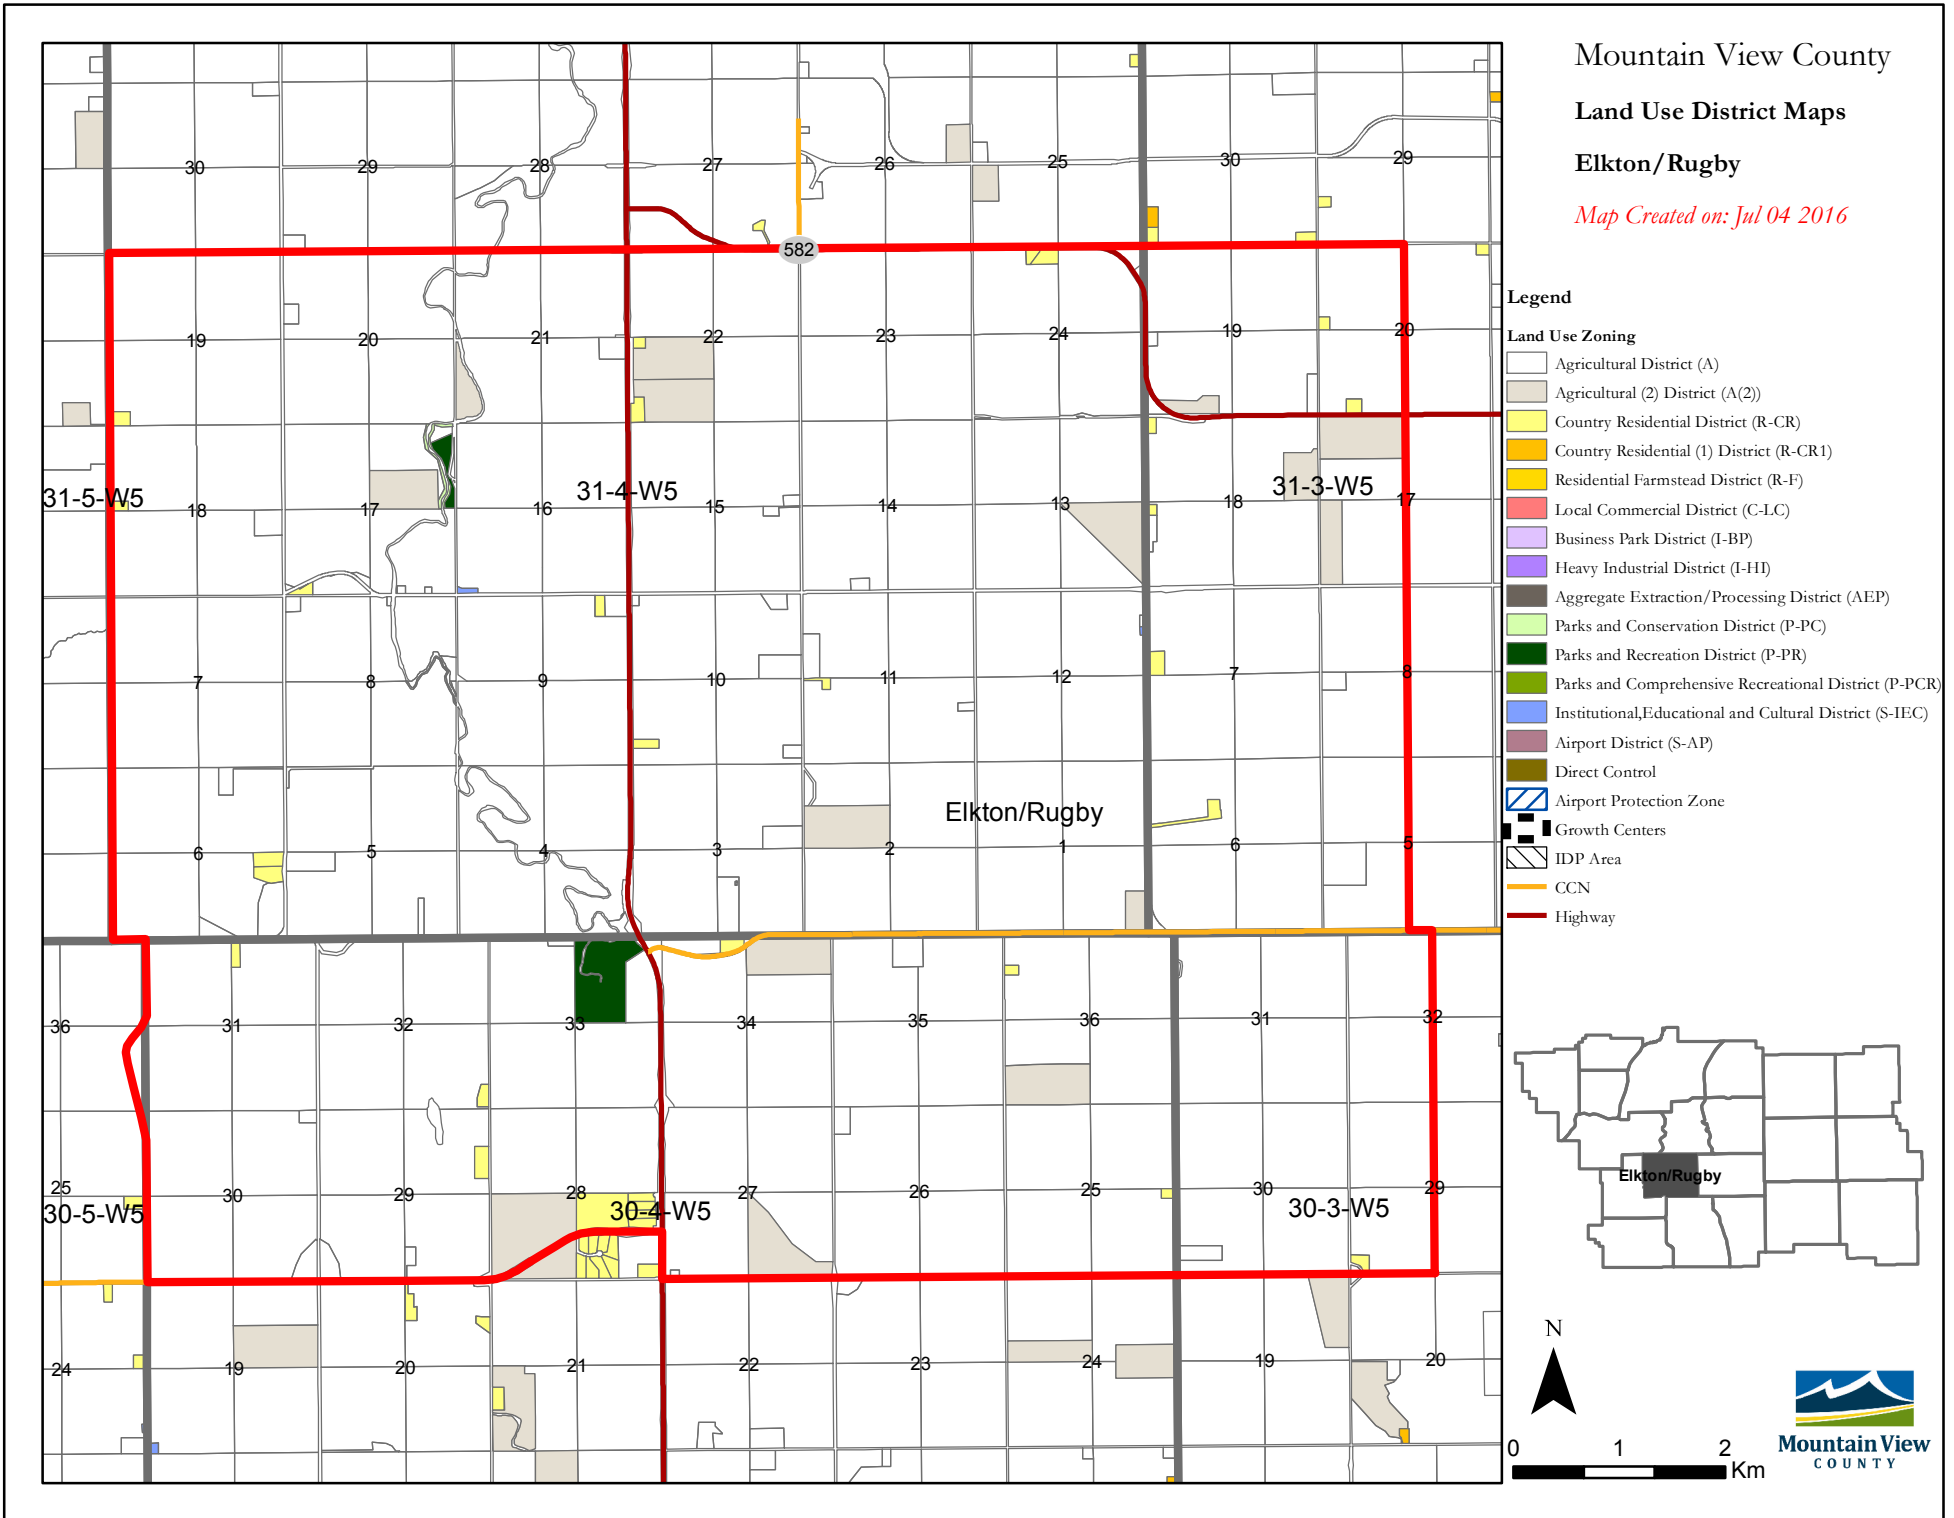 Mountain View County
Land Use District Maps
Elkton/Rugby
Map Created on: Jul 04 2016
Legend
Land Use Zoning
Agricultural District (A)
Agricultural (2) District (A(2))
Country Residential District (R-CR)
Country Residential (1) District (R-CR1)
Residential Farmstead District (R-F)
Local Commercial District (C-LC)
Business Park District (I-BP)
Heavy Industrial District (I-HI)
Aggregate Extraction/Processing District (AEP)
Parks and Conservation District (P-PC)
Parks and Recreation District (P-PR)
Parks and Comprehensive Recreational District (P-PCR)
Institutional,Educational and Cultural District (S-IEC)
Airport District (S-AP)
Direct Control
Airport Protection Zone
Growth Centers
IDP Area
CCN
Highway
30 29 28 27 26 25 30 29
582
19 20 21 22 23 24 19 20
31-5-W5 31-4-W5 31-3-W5
18 17 16 15 14 13 18 17
7 8 9 10 11 12 7 8
Elkton/Rugby
6 5 4 3 2 1 6 5
36 31 32 33 34 35 36 31 32
25 30 29 28 27 26 25 30 29
30-5-W5 30-4-W5 30-3-W5
24 19 20 21 22 23 24 19 20
Elkton/Rugby
N
0 1 2
Km
Mountain View
COUNTY